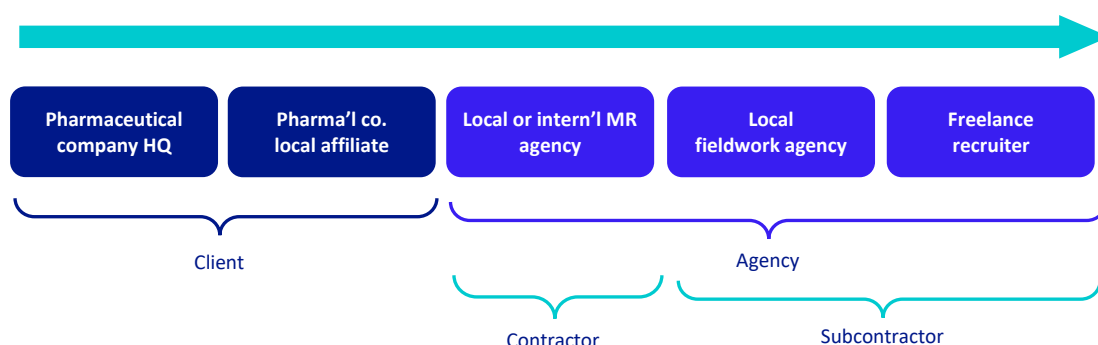 Pharmaceutical
company HQ
Pharma’l co.
local affiliate
Local or intern’l MR
agency
Local
fieldwork agency
Freelance
recruiter
Client
Agency
Contractor
Subcontractor